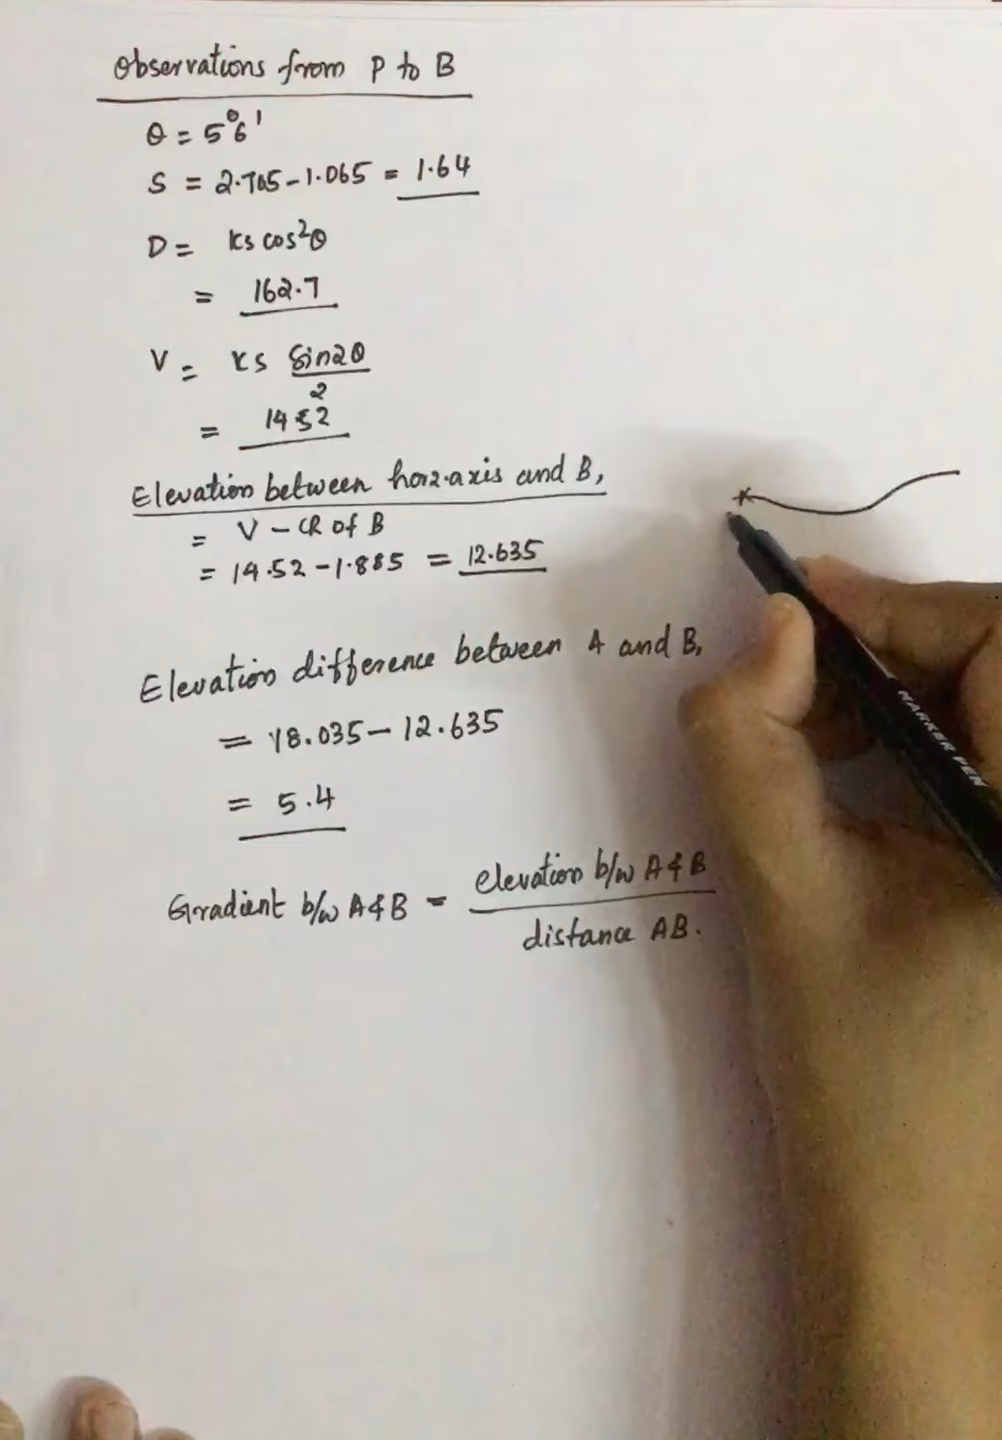 Observations from P to B
θ = 5°6'
S = 2.705-1.065 = 1.64
D = ks cos²θ
= 162.7
V = ks sin2θ/2
= 14.52
Elevation between horz.axis and B,
= V - CR of B
= 14.52 - 1.885 = 12.635
Elevation difference between A and B,
= 18.035 - 12.635
= 5.4
Gradient b/w A & B = elevation b/w A & B / distance AB.
MARKER PEN